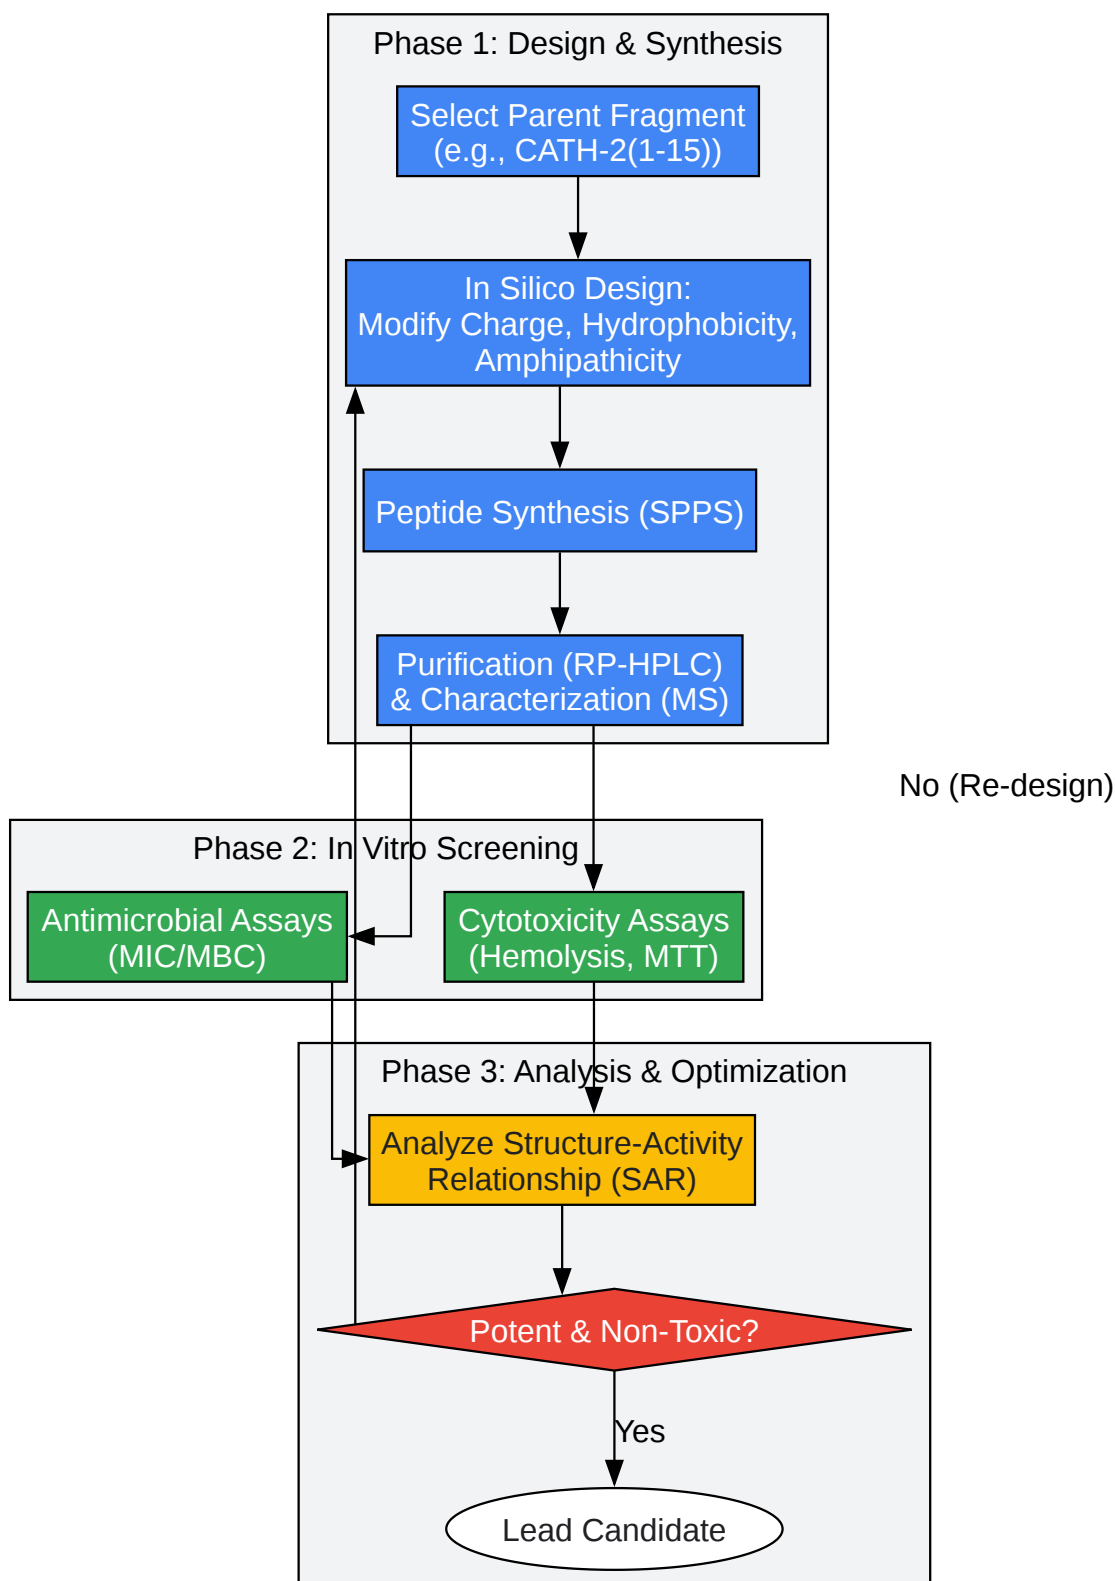 Phase 1: Design & Synthesis
Select Parent Fragment
(e.g., CATH-2(1-15))
In Silico Design:
Modify Charge, Hydrophobicity,
Amphipathicity
Peptide Synthesis (SPPS)
Purification (RP-HPLC)
& Characterization (MS)
No (Re-design)
Phase 2: In Vitro Screening
Antimicrobial Assays
(MIC/MBC)
Cytotoxicity Assays
(Hemolysis, MTT)
Phase 3: Analysis & Optimization
Analyze Structure-Activity
Relationship (SAR)
Potent & Non-Toxic?
Yes
Lead Candidate